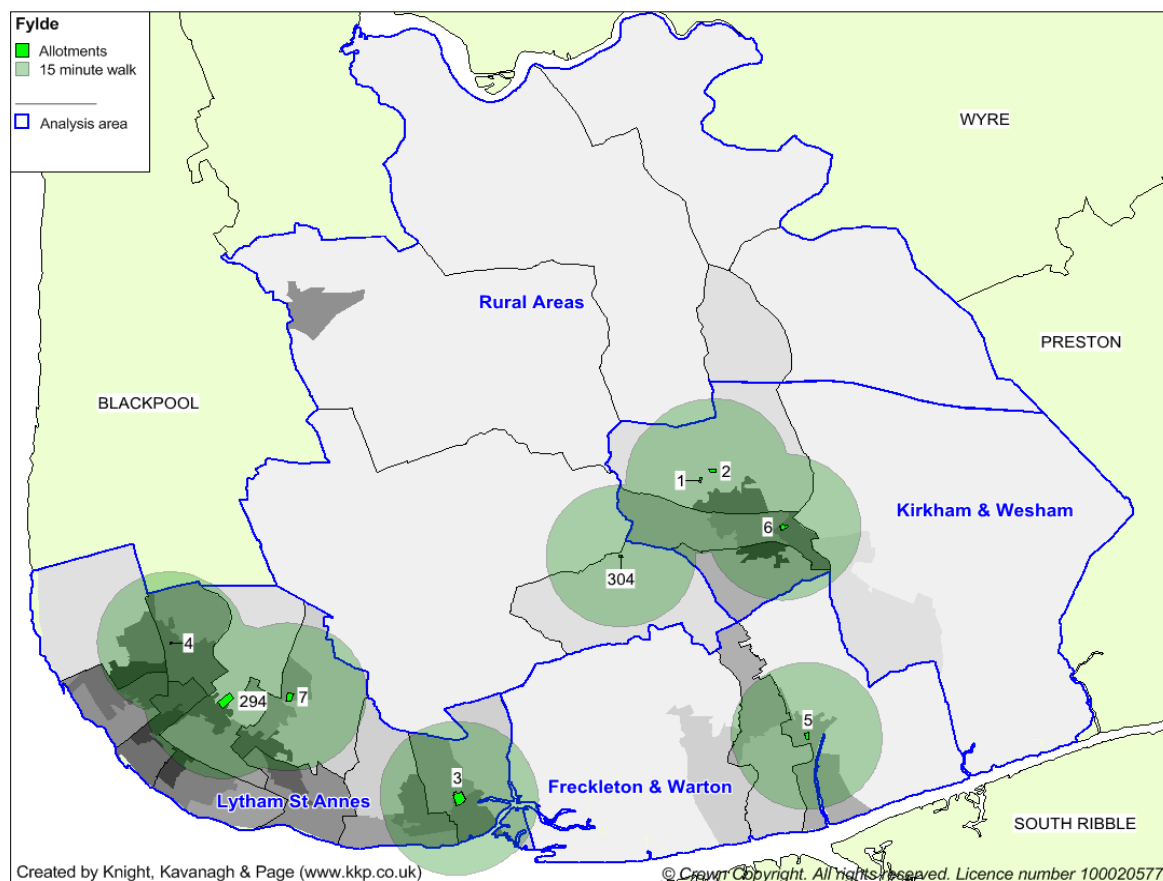 Fylde
Allotments
15 minute walk
Analysis area
WYRE
Rural Areas
PRESTON
BLACKPOOL
1
2
Kirkham & Wesham
6
304
4
294
7
5
3
Freckleton & Warton
Lytham St Annes
SOUTH RIBBLE
Created by Knight, Kavanagh & Page (www.kkp.co.uk)
© Crown Copyright. All rights reserved. Licence number 100020577